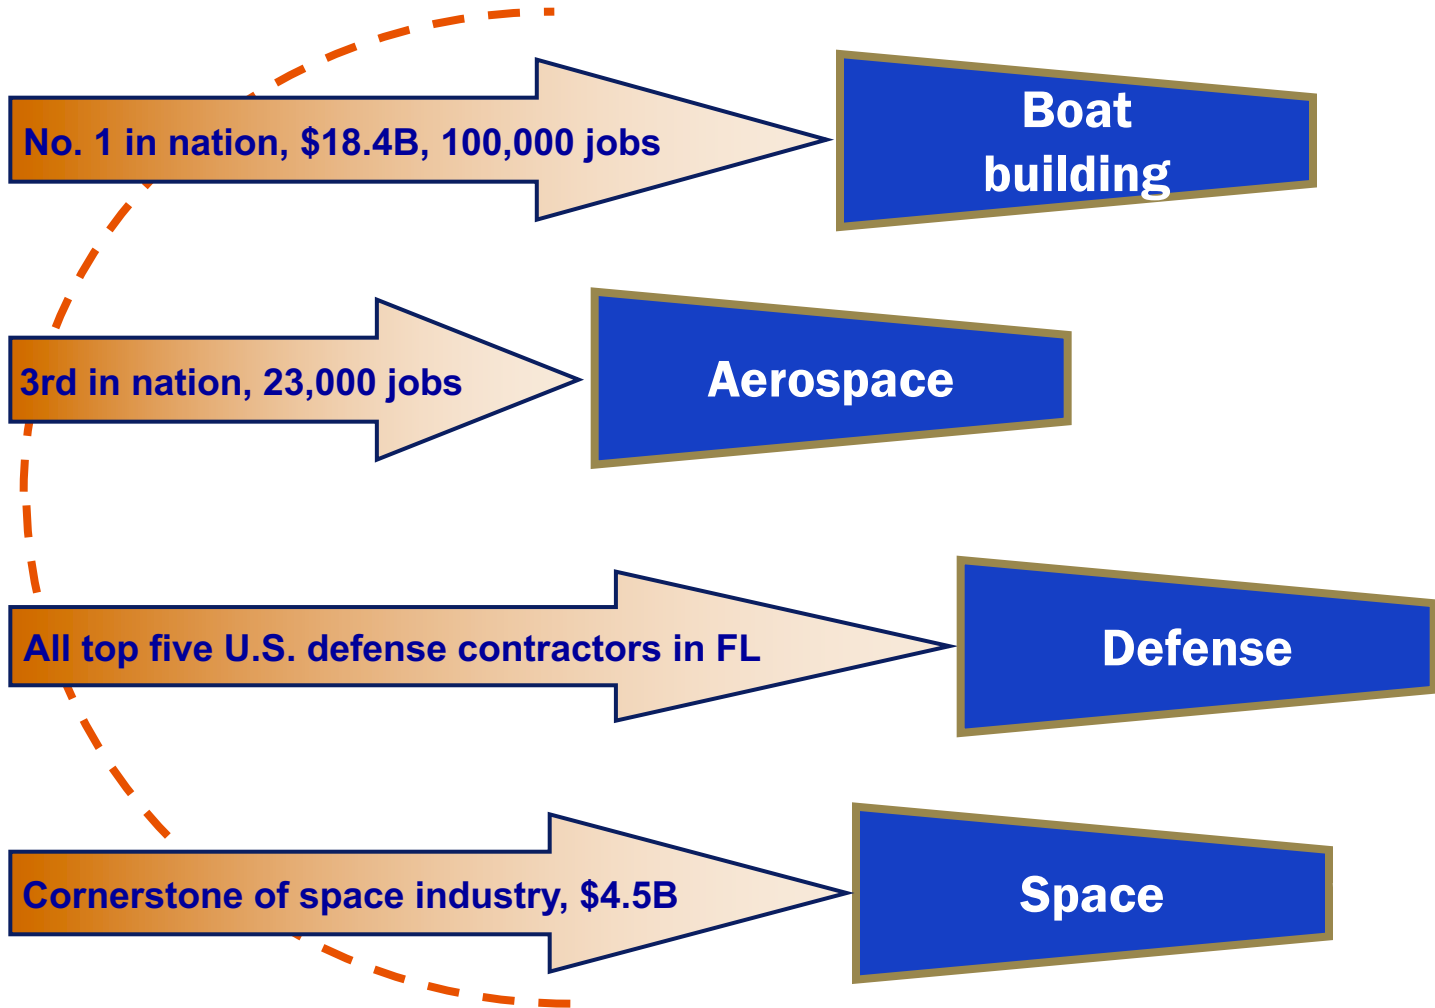 No. 1 in nation, $18.4B, 100,000 jobs
Boat
building
3rd in nation, 23,000 jobs
Aerospace
All top five U.S. defense contractors in FL
Defense
Cornerstone of space industry, $4.5B
Space